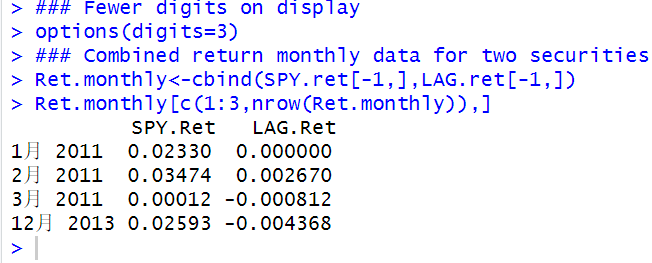 > ### Fewer digits on display
> options(digits=3)
> ### Combined return monthly data for two securities
> Ret.monthly<-cbind(SPY.ret[-1,],LAG.ret[-1,])
> Ret.monthly[c(1:3,nrow(Ret.monthly)),]
SPY.Ret LAG.Ret
1月 2011 0.02330 0.000000
2月 2011 0.03474 0.002670
3月 2011 0.00012 -0.000812
12月 2013 0.02593 -0.004368
>